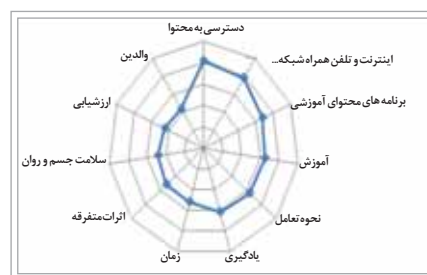 دسترسی به محتوا
اینترنت و تلفن همراه شبکه...
برنامه های محتوای آموزشی
آموزش
نحوه تعامل
یادگیری
زمان
اثرات متفرقه
سلامت جسم و روان
ارزشیابی
والدین